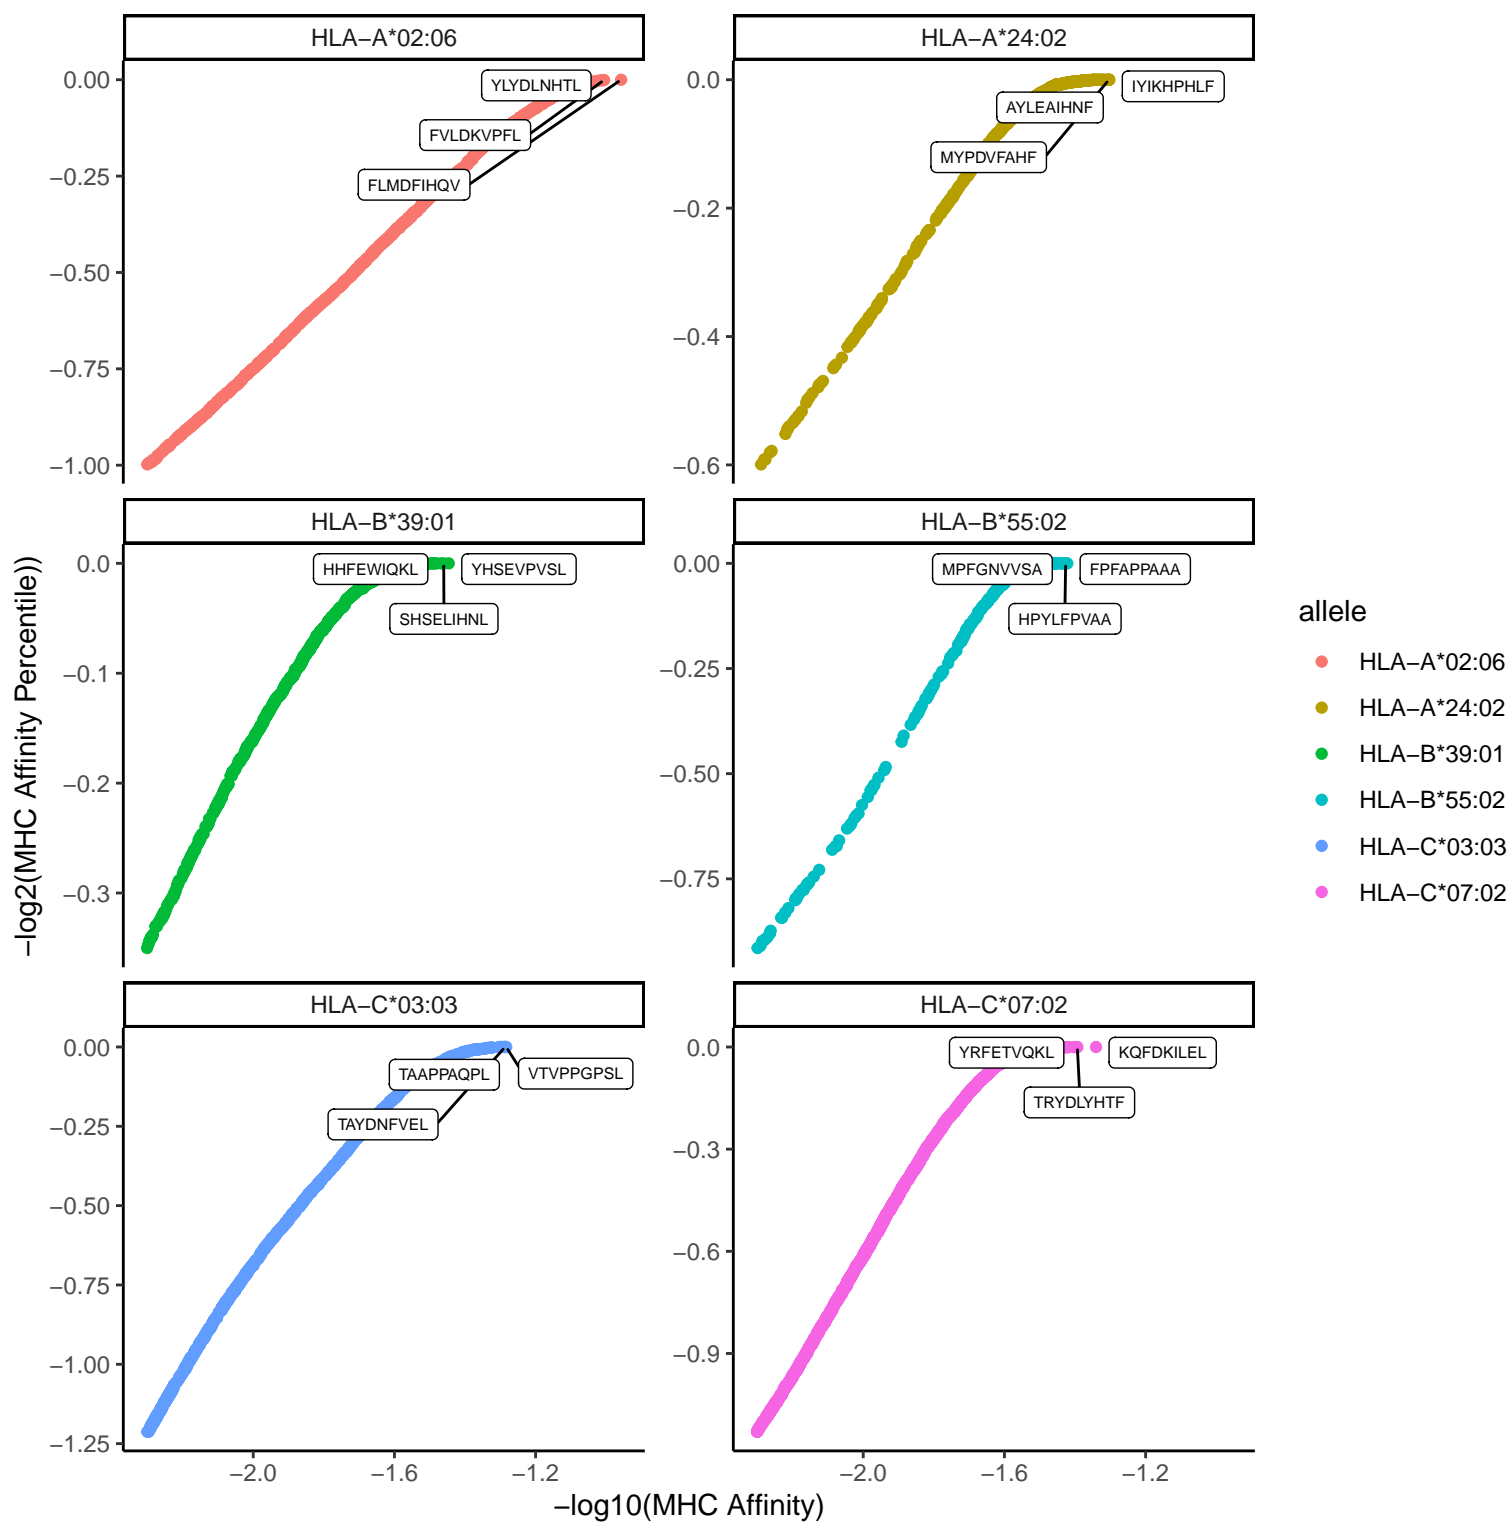 HLA−A*02:06
HLA−A*24:02
0.00
−0.25
−0.50
−0.75
−1.00
YLYDLNHTL
FVLDKVPFL
FLMDFIHQV
0.0
−0.2
−0.4
−0.6
IYIKHPHLF
AYLEAIHNF
MYPDVFAHF
HLA−B*39:01
HLA−B*55:02
0.0
−0.1
−0.2
−0.3
HHFEWIQKL
YHSEVPVSL
SHSELIHNL
0.00
−0.25
−0.50
−0.75
MPFGNVVSA
FPFAPPAAA
HPYLFPVAA
HLA−C*03:03
HLA−C*07:02
0.00
−0.25
−0.50
−0.75
−1.00
−1.25
TAAPPAQPL
VTVPPGPSL
TAYDNFVEL
0.0
−0.3
−0.6
−0.9
YRFETVQKL
KQFDKILEL
TRYDLYHTF
−2.0
−1.6
−1.2
−2.0
−1.6
−1.2
−log10(MHC Affinity)
−log2(MHC Affinity Percentile))
allele
HLA−A*02:06
HLA−A*24:02
HLA−B*39:01
HLA−B*55:02
HLA−C*03:03
HLA−C*07:02